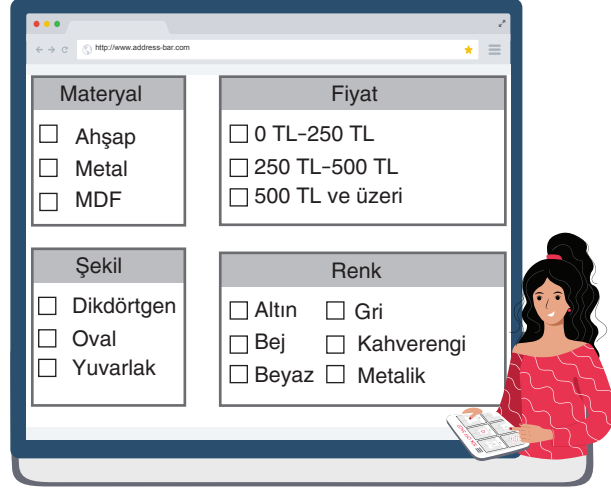 http://www.address-bar.com
Materyal
Ahşap
Metal
MDF
Fiyat
0 TL-250 TL
250 TL-500 TL
500 TL ve üzeri
Şekil
Dikdörtgen
Oval
Yuvarlak
Renk
Altın
Gri
Bej
Kahverengi
Beyaz
Metalik